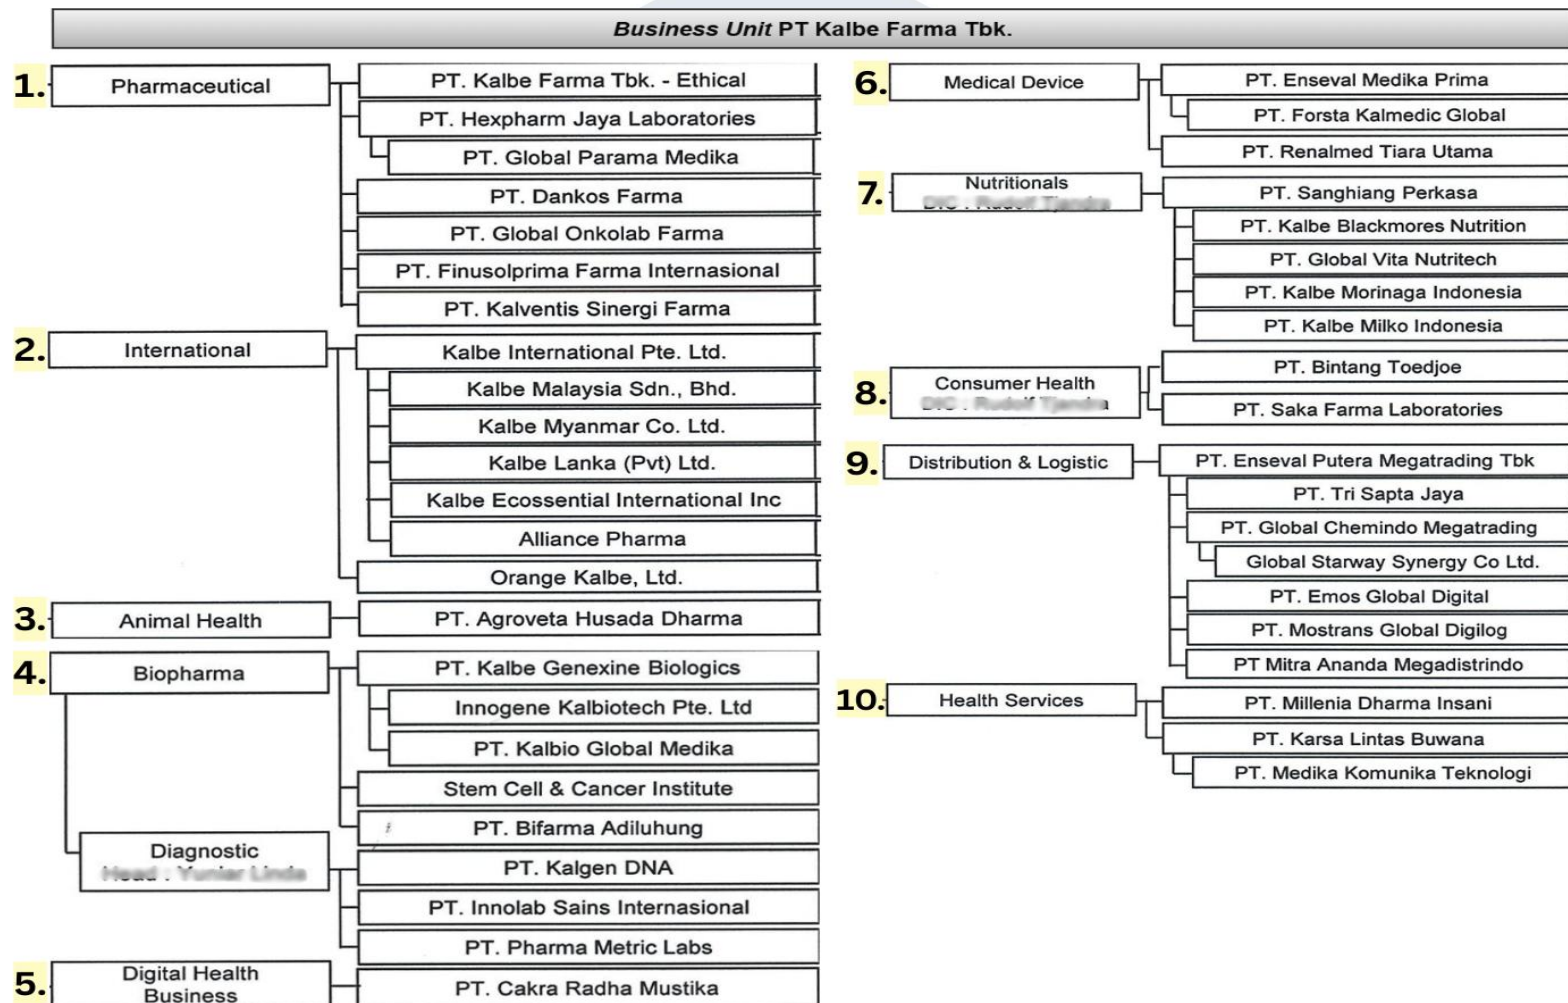 Business Unit PT Kalbe Farma Tbk.
1.
Pharmaceutical
PT. Kalbe Farma Tbk. - Ethical
PT. Hexpharm Jaya Laboratories
PT. Global Parama Medika
PT. Dankos Farma
PT. Global Onkolab Farma
PT. Finusolprima Farma Internasional
PT. Kalventis Sinergi Farma
2.
International
Kalbe International Pte. Ltd.
Kalbe Malaysia Sdn., Bhd.
Kalbe Myanmar Co. Ltd.
Kalbe Lanka (Pvt) Ltd.
Kalbe Ecossential International Inc
Alliance Pharma
Orange Kalbe, Ltd.
3.
Animal Health
PT. Agroveta Husada Dharma
4.
Biopharma
PT. Kalbe Genexine Biologics
Innogene Kalbiotech Pte. Ltd
PT. Kalbio Global Medika
Stem Cell & Cancer Institute
PT. Bifarma Adiluhung
Diagnostic
Head : Yuniar Linda
PT. Kalgen DNA
PT. Innolab Sains Internasional
PT. Pharma Metric Labs
5.
Digital Health
Business
PT. Cakra Radha Mustika
6.
Medical Device
PT. Enseval Medika Prima
PT. Forsta Kalmedic Global
PT. Renalmed Tiara Utama
7.
Nutritionals
DIC : Rudolf Tjandra
PT. Sanghiang Perkasa
PT. Kalbe Blackmores Nutrition
PT. Global Vita Nutritech
PT. Kalbe Morinaga Indonesia
PT. Kalbe Milko Indonesia
8.
Consumer Health
DIC : Rudolf Tjandra
PT. Bintang Toedjoe
PT. Saka Farma Laboratories
9.
Distribution & Logistic
PT. Enseval Putera Megatrading Tbk
PT. Tri Sapta Jaya
PT. Global Chemindo Megatrading
Global Starway Synergy Co Ltd.
PT. Emos Global Digital
PT. Mostrans Global Digilog
PT Mitra Ananda Megadistrindo
10.
Health Services
PT. Millenia Dharma Insani
PT. Karsa Lintas Buwana
PT. Medika Komunika Teknologi